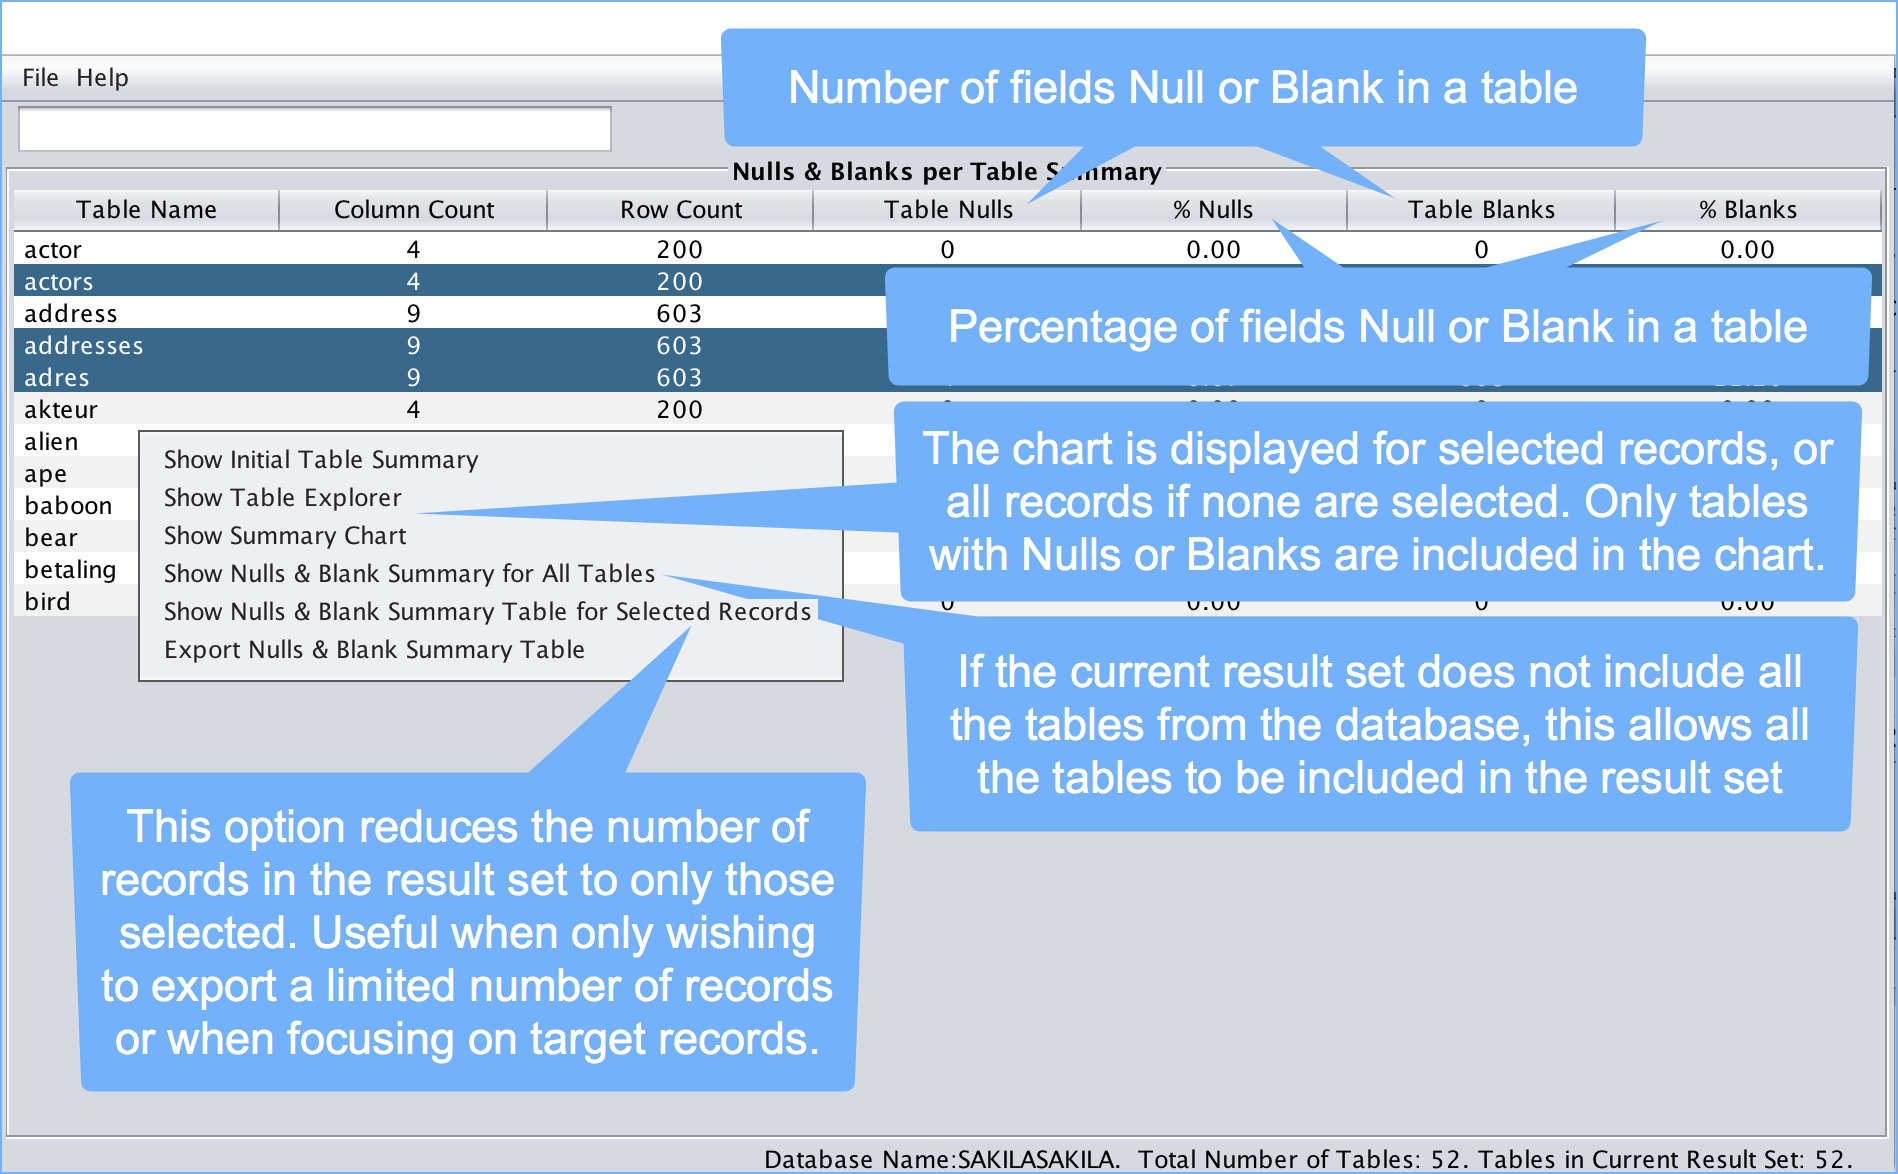 Number of fields Null or Blank in a table
File Help
Nulls & Blanks per Table Summary
Table Name Column Count Row Count Table Nulls % Nulls Table Blanks % Blanks
actor 4 200 0 0.00 0 0.00
actors 4 200
address 9 603
addresses 9 603
adres 9 603
akteur 4 200
Percentage of fields Null or Blank in a table
alien
ape
baboon
bear
betaling
bird 0 0.00 0 0.00
Show Initial Table Summary
Show Table Explorer
Show Summary Chart
Show Nulls & Blank Summary for All Tables
Show Nulls & Blank Summary Table for Selected Records
Export Nulls & Blank Summary Table
The chart is displayed for selected records, or
all records if none are selected. Only tables
with Nulls or Blanks are included in the chart.
If the current result set does not include all
the tables from the database, this allows all
the tables to be included in the result set
This option reduces the number of
records in the result set to only those
selected. Useful when only wishing
to export a limited number of records
or when focusing on target records.
Database Name:SAKILASAKILA. Total Number of Tables: 52. Tables in Current Result Set: 52.